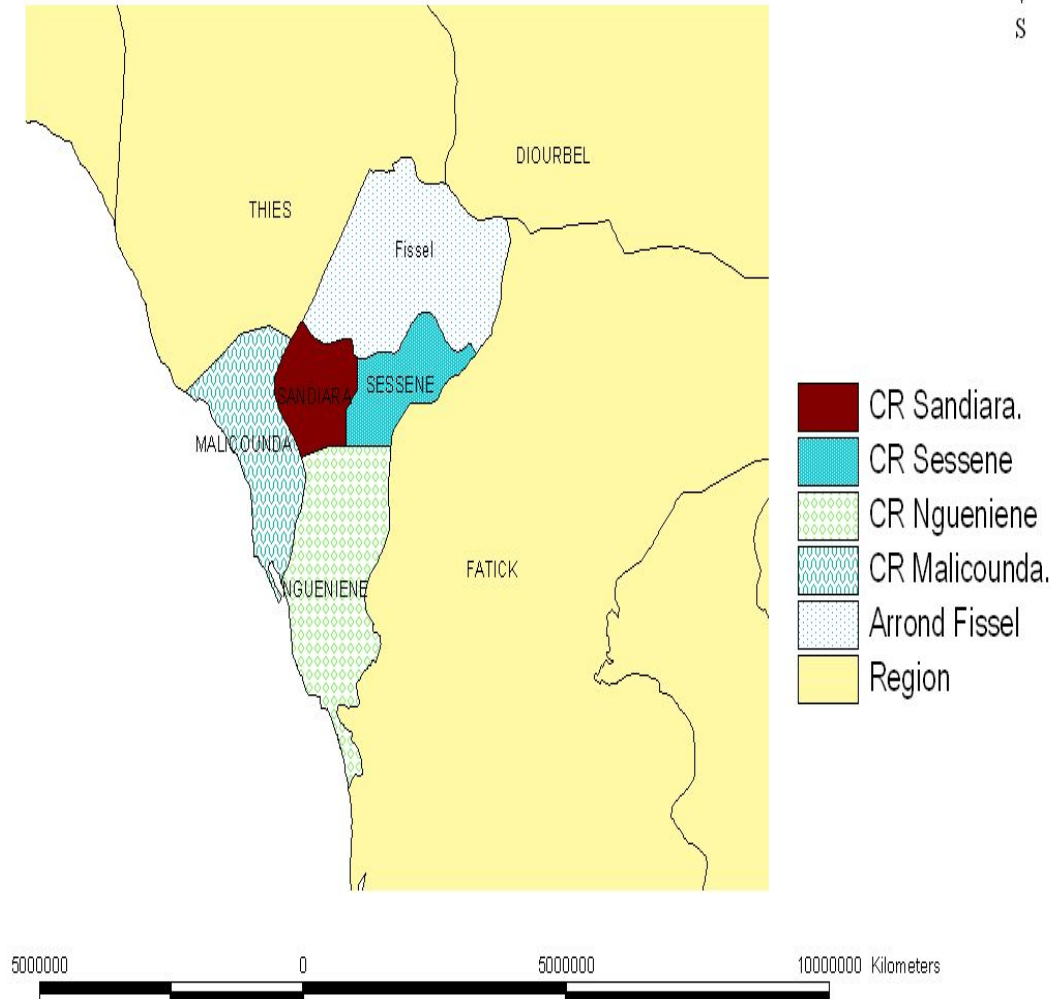 S
DIOURBEL
THIES
Fissel
SANDIARA
SESSENE
MALICOUNDA
NGUENIENE
FATICK
CR Sandiara.
CR Sessene
CR Ngueniene
CR Malicounda.
Arrond Fissel
Region
5000000 0 5000000 10000000 Kilometers